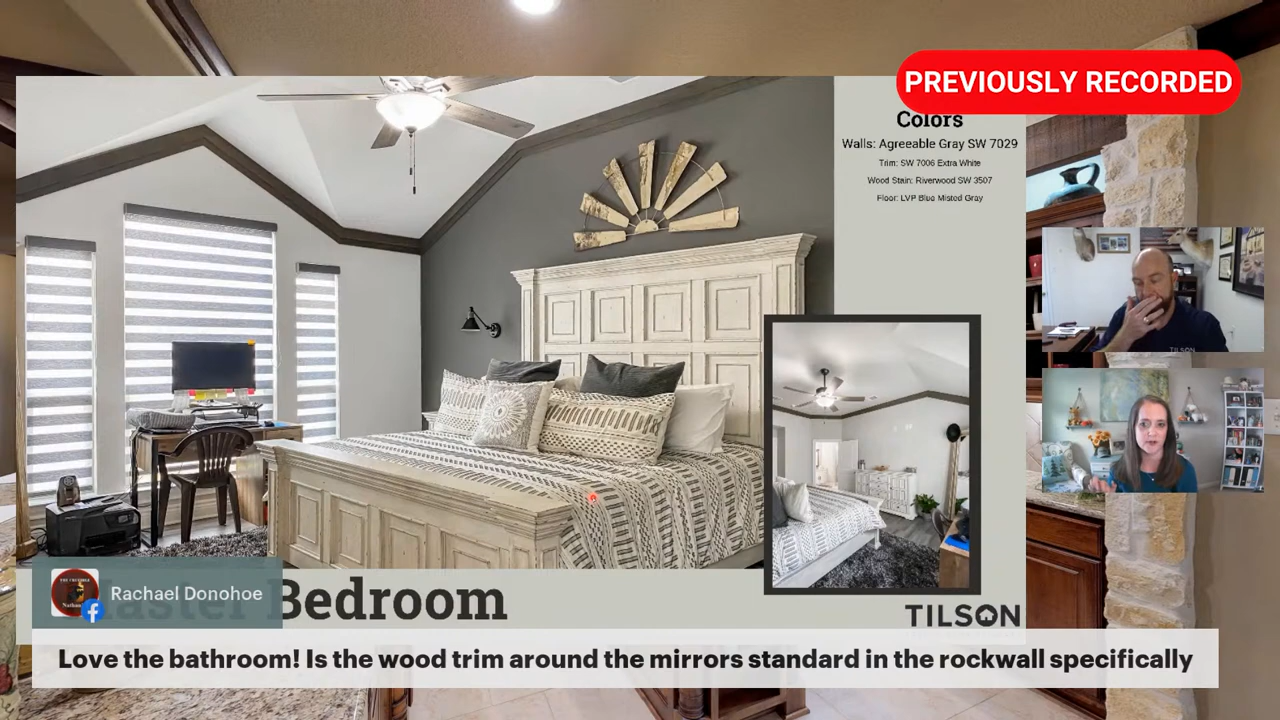 PREVIOUSLY RECORDED
Colors
Walls: Agreeable Gray SW 7029
Trim: SW 7006 Extra White
Wood Stain: Riverwood SW 3507
Floor: LVP Blue Misted Gray
TILSON
Rachael Donohoe
Master Bedroom
TILSON
Love the bathroom! Is the wood trim around the mirrors standard in the rockwall specifically